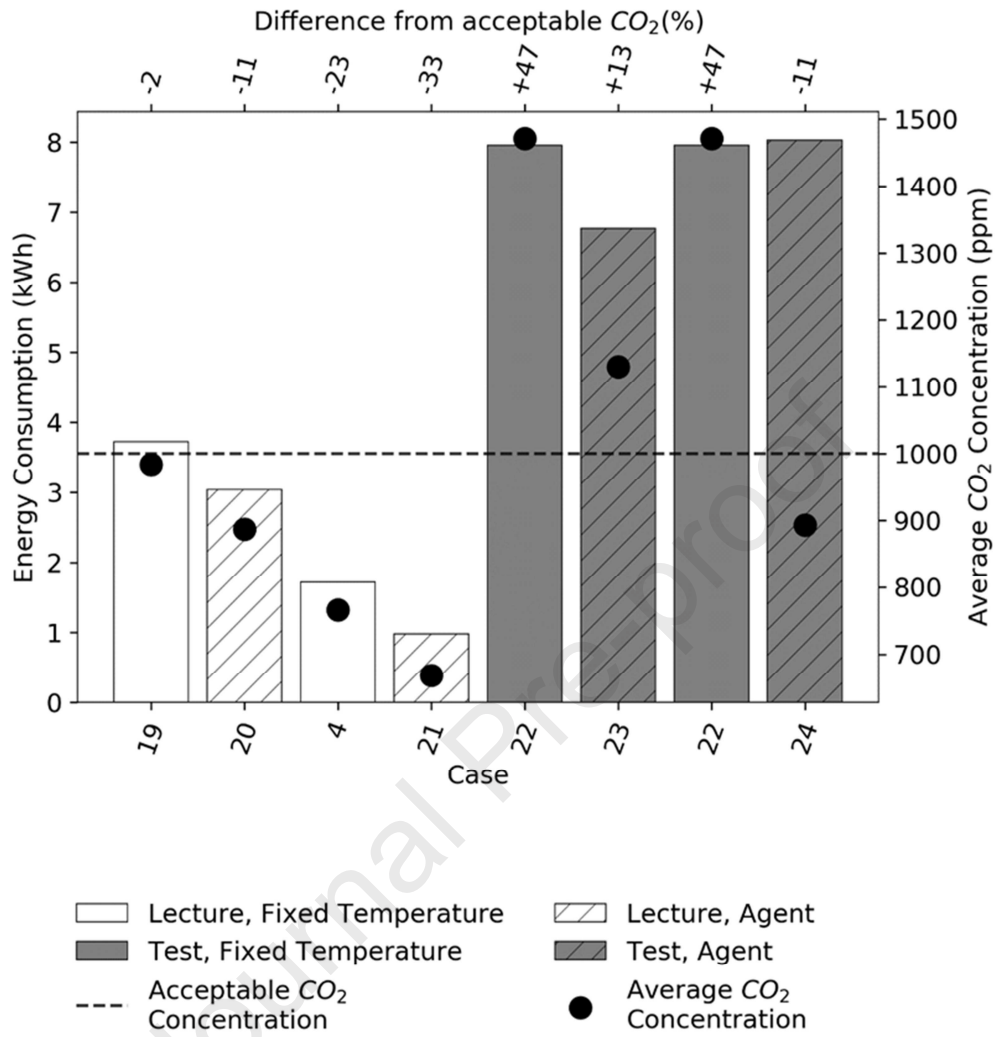 Difference from acceptable CO₂(%)
-2 -11 -23 -33 +47 +13 +47 -11
8 1500
7 1400
6 1300
5 1200
4 1100
3 1000
2 900
1 800
0 700
Energy Consumption (kWh)
Average CO₂ Concentration (ppm)
19 20 4 21 22 23 22 24
Case
Journal Pre-proof
Lecture, Fixed Temperature
Lecture, Agent
Test, Fixed Temperature
Test, Agent
Acceptable CO₂
Concentration
Average CO₂
Concentration